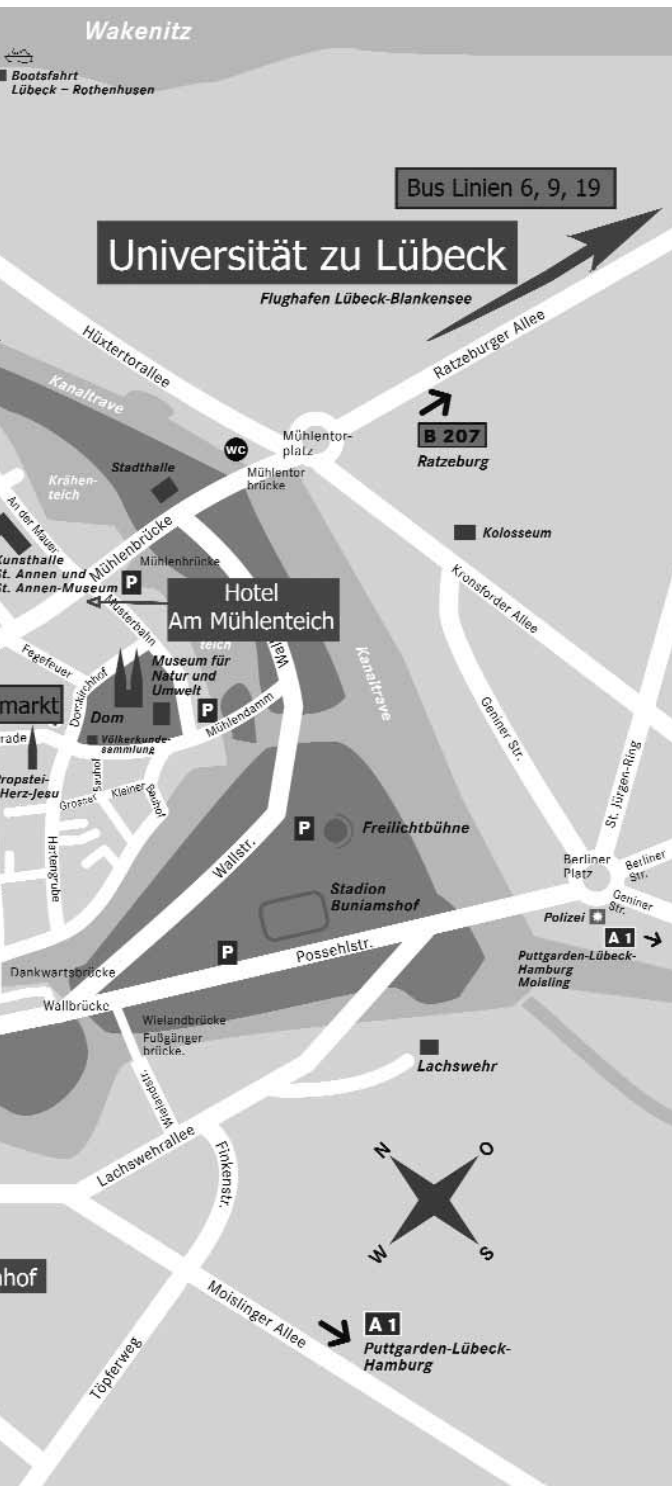 Wakenitz
Bootsfahrt
Lübeck – Rothenhusen
Bus Linien 6, 9, 19
Universität zu Lübeck
Flughafen Lübeck-Blankensee
Hüxtertorallee
Ratzeburger Allee
Kanaltrave
B 207
Ratzeburg
Mühlentor-
platz
WC
Stadthalle
Mühlentor
brücke
Krähen-
teich
An der Mauer
Mühlenbrücke
Kolosseum
Kunsthalle
St. Annen und
St. Annen-Museum
P
Mühlenbrücke
Hotel
Am Mühlenteich
Kronsforder Allee
Musterbahn
teich
Wal
Fegefeuer
Domkirchhof
Museum für
Natur und
Umwelt
Kanaltrave
markt
Dom
P
Mühlendamm
Geniner Str.
rade
Völkerkunde-
sammlung
St. Jürgen-Ring
Propstei-
Herz-Jesu
Grosser
Bauhof
Kleiner
Bauhof
P
Freilichtbühne
Wallstr.
Hartengrube
Berliner
Platz
Berliner
Str.
Stadion
Buniamshof
Geniner
Str.
Polizei
A 1
P
Possehlstr.
Puttgarden-Lübeck-
Hamburg
Moisling
Dankwartsbrücke
Wallbrücke
Wielandbrücke
Fußgänger
brücke.
Lachswehr
Wielandstr.
Lachswehrallee
Finkenstr.
N
O
W
S
hof
Moislinger Allee
A 1
Puttgarden-Lübeck-
Hamburg
Töpferweg